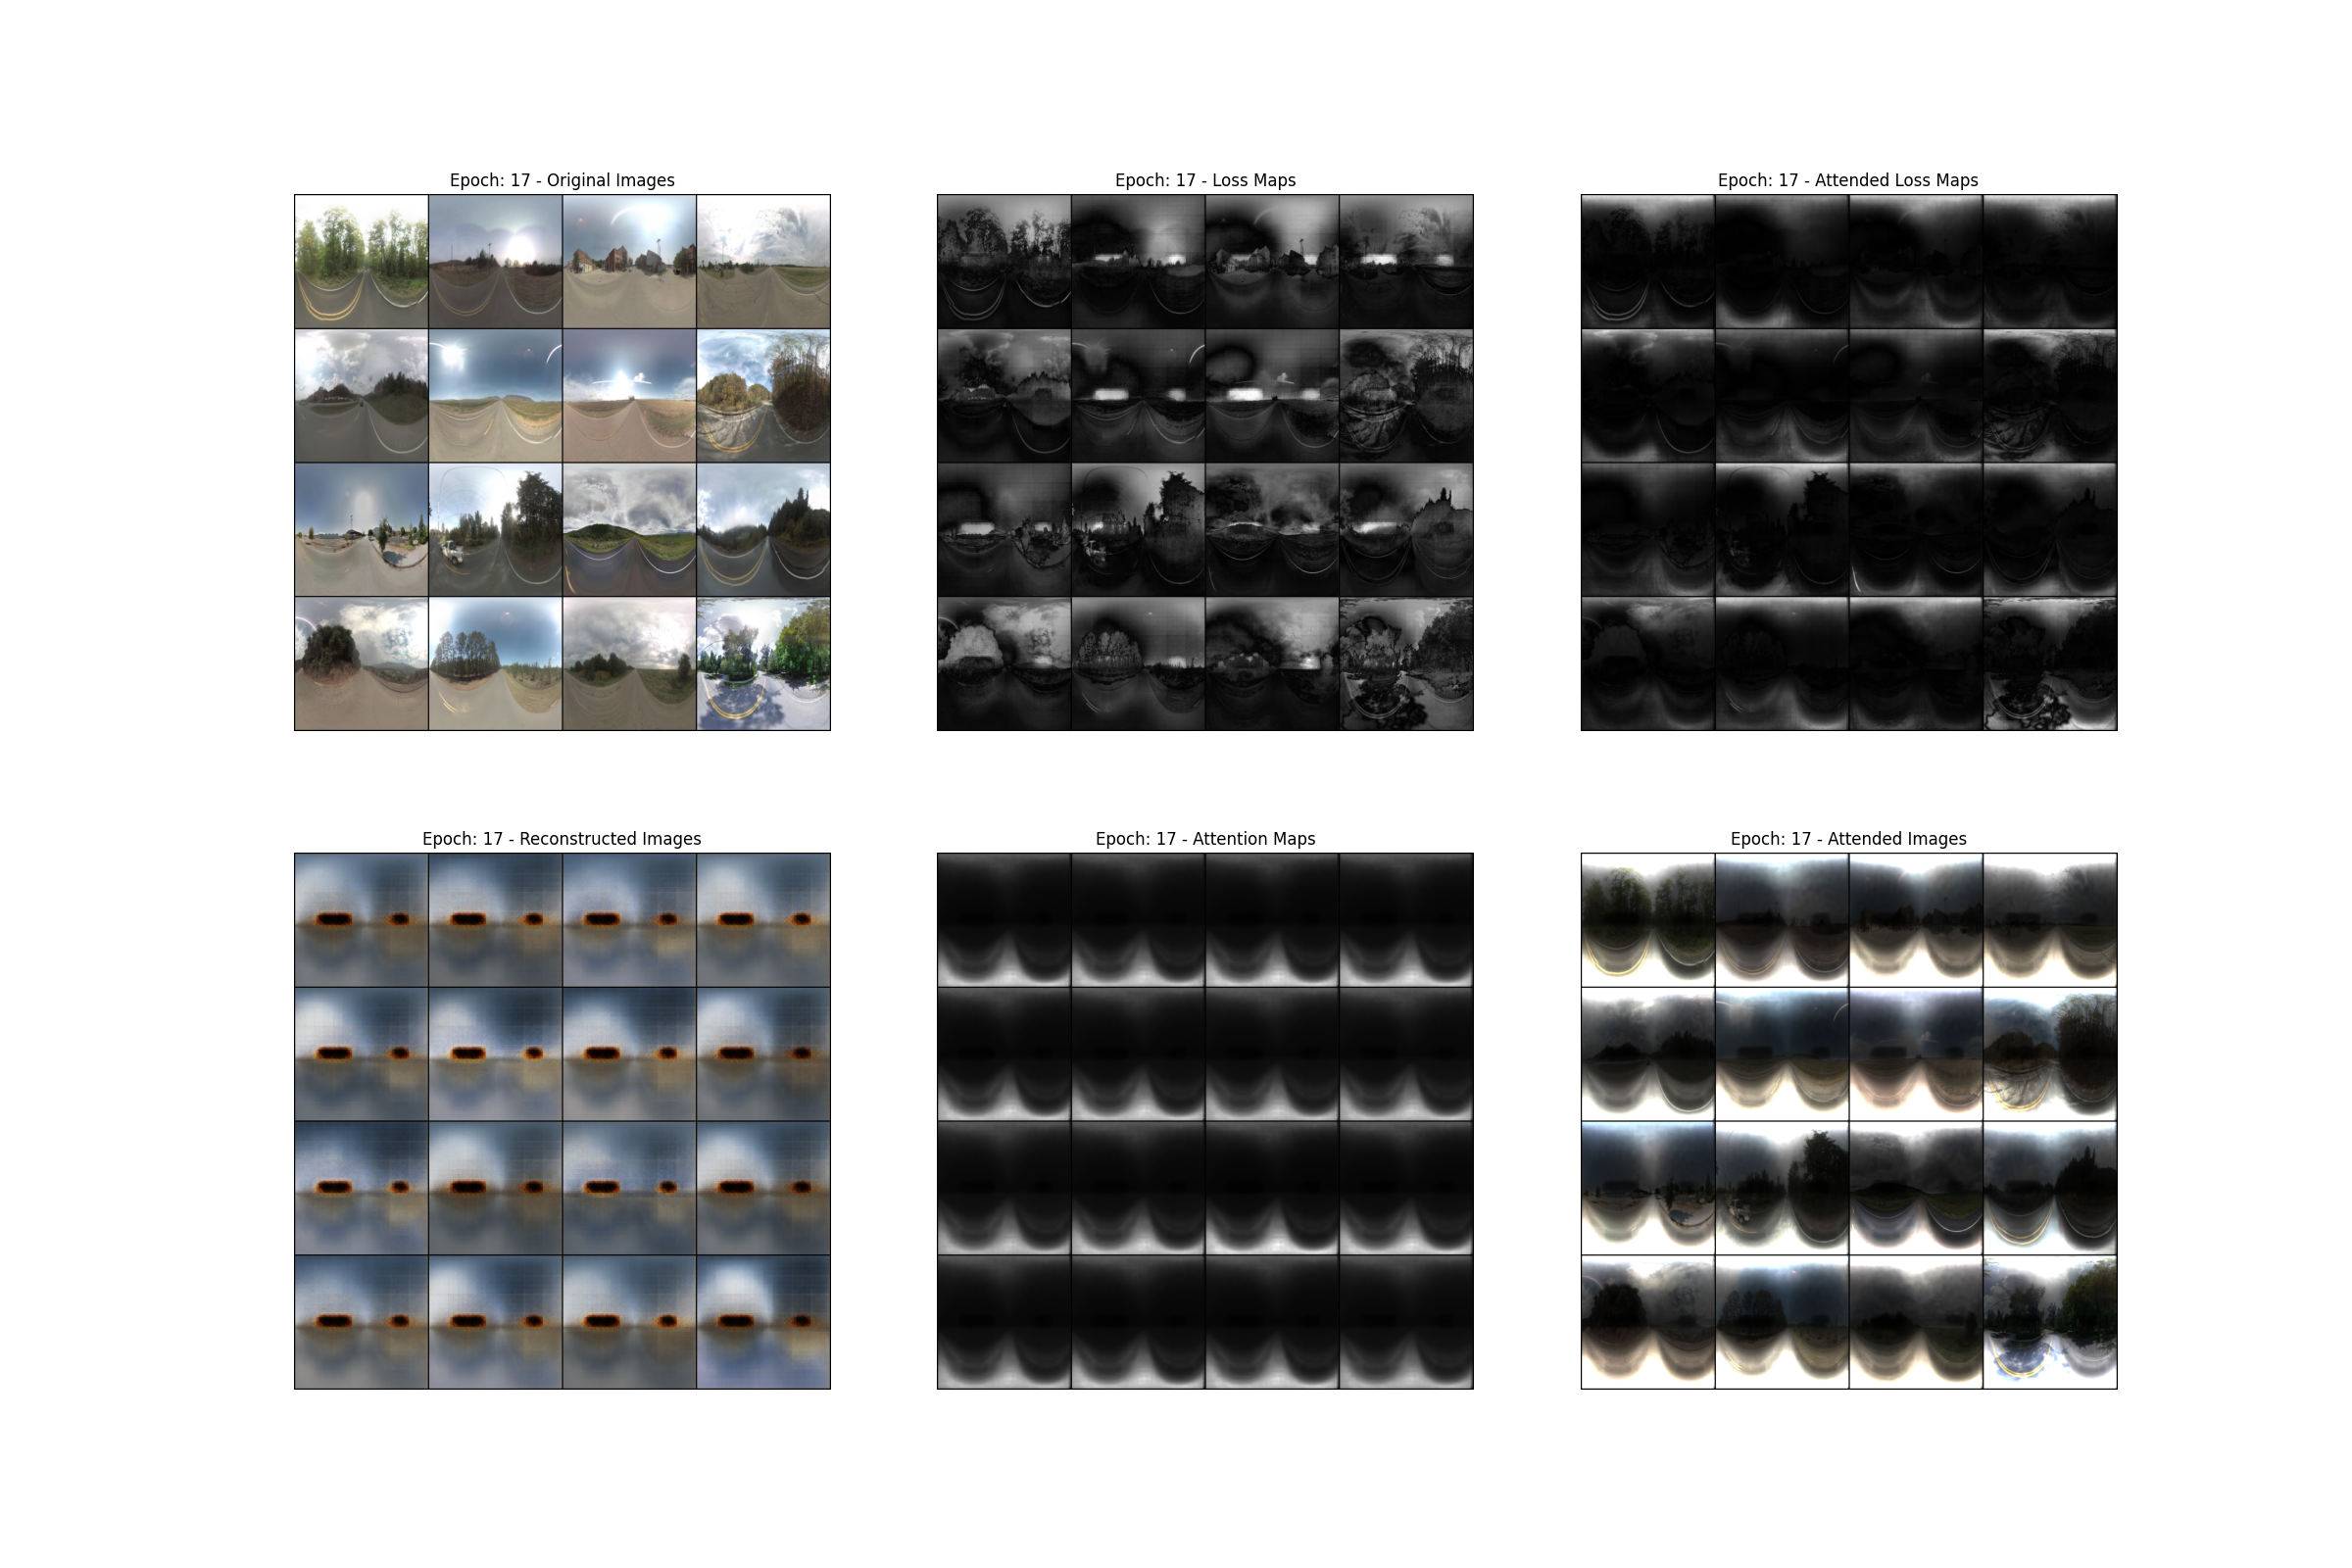 Epoch: 17 - Original Images
Epoch: 17 - Loss Maps
Epoch: 17 - Attended Loss Maps
Epoch: 17 - Reconstructed Images
Epoch: 17 - Attention Maps
Epoch: 17 - Attended Images